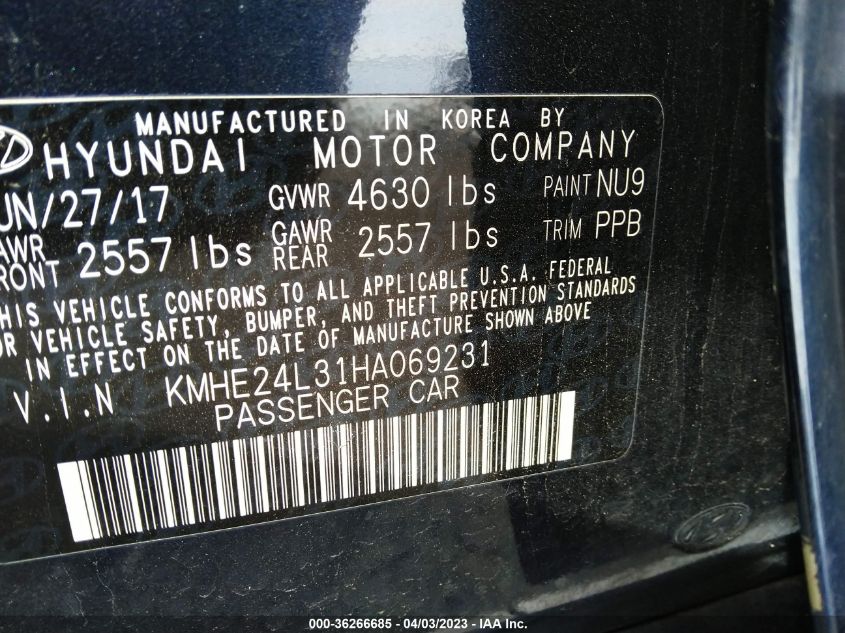 MANUFACTURED IN KOREA BY
HYUNDAI MOTOR COMPANY
UN/27/17 GVWR 4630 lbs PAINT NU9
AWR RONT 2557 lbs GAWR REAR 2557 lbs TRIM PPB
HIS VEHICLE CONFORMS TO ALL APPLICABLE U.S.A. FEDERAL
OR VEHICLE SAFETY, BUMPER, AND THEFT PREVENTION STANDARDS
IN EFFECT ON THE DATE OF MANUFACTURE SHOWN ABOVE
V.I.N KMHE24L31HA069231
PASSENGER CAR
000-36266685 - 04/03/2023 - IAA Inc.